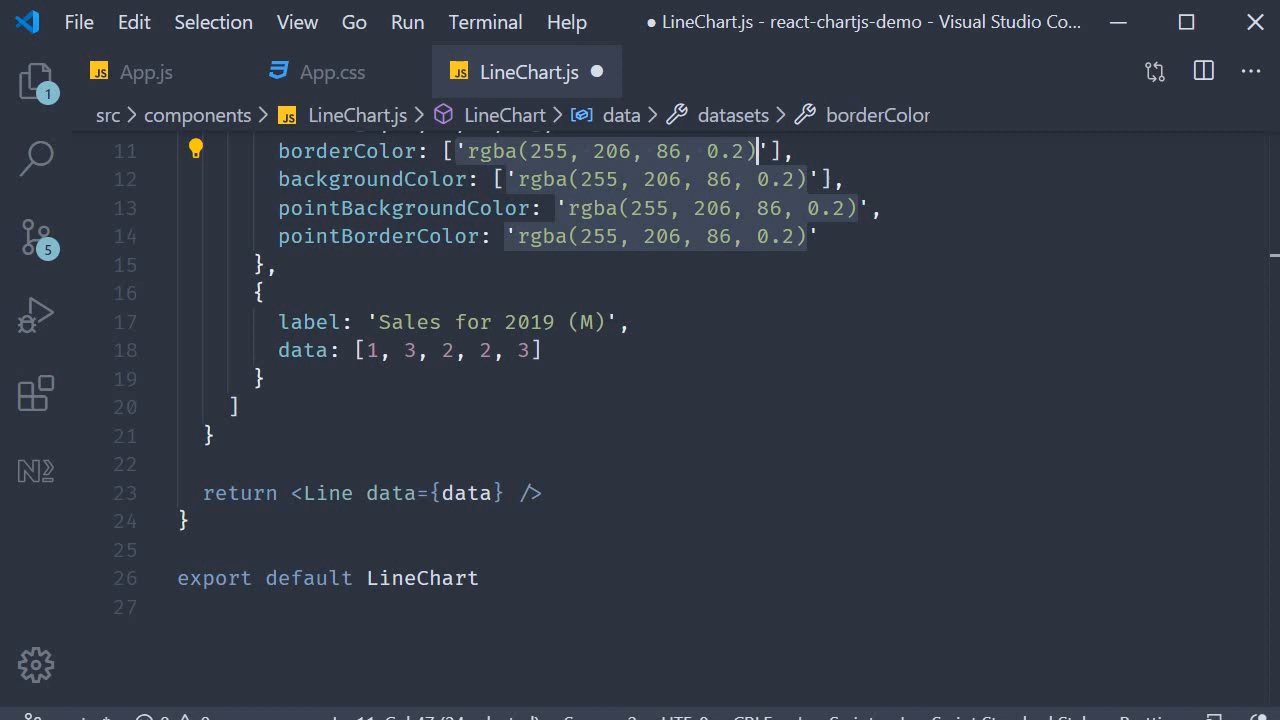 File Edit Selection View Go Run Terminal Help ● LineChart.js - react-chartjs-demo - Visual Studio Co...
JS App.js App.css JS LineChart.js ●
src > components > JS LineChart.js > LineChart > data > datasets > borderColor
1
5
11 borderColor: ['rgba(255, 206, 86, 0.2)'],
12 backgroundColor: ['rgba(255, 206, 86, 0.2)'],
13 pointBackgroundColor: 'rgba(255, 206, 86, 0.2)',
14 pointBorderColor: 'rgba(255, 206, 86, 0.2)'
15 },
16 {
17 label: 'Sales for 2019 (M)',
18 data: [1, 3, 2, 2, 3]
19 }
20 ]
21 }
22
23 return <Line data={data} />
24 }
25
26 export default LineChart
27